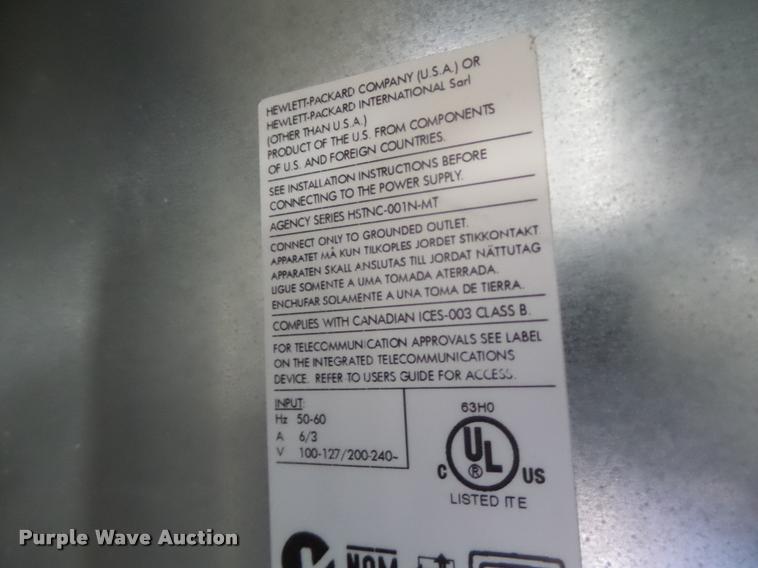 HEWLETT-PACKARD COMPANY (U.S.A.) OR
HEWLETT-PACKARD INTERNATIONAL Sarl
(OTHER THAN U.S.A.)
PRODUCT OF THE U.S. FROM COMPONENTS
OF U.S. AND FOREIGN COUNTRIES.
SEE INSTALLATION INSTRUCTIONS BEFORE
CONNECTING TO THE POWER SUPPLY.
AGENCY SERIES HSTNC-001N-MT
CONNECT ONLY TO GROUNDED OUTLET.
APPARATET MÅ KUN TILKOPLES JORDET STIKKONTAKT
APPARATEN SKALL ANSLUTAS TILL JORDAT NÄTTUTAG
LIGUE SOMENTE A UMA TOMADA ATERRADA.
ENCHUFAR SOLAMENTE A UNA TOMA DE TIERRA.
COMPLIES WITH CANADIAN ICES-003 CLASS B.
FOR TELECOMMUNICATION APPROVALS SEE LABEL
ON THE INTEGRATED TELECOMMUNICATIONS
DEVICE. REFER TO USERS GUIDE FOR ACCESS.
INPUT:
Hz 50-60
A 6/3
V 100-127/200-240~
63H0
C UL ® US
LISTED ITE
NOM
Purple Wave Auction